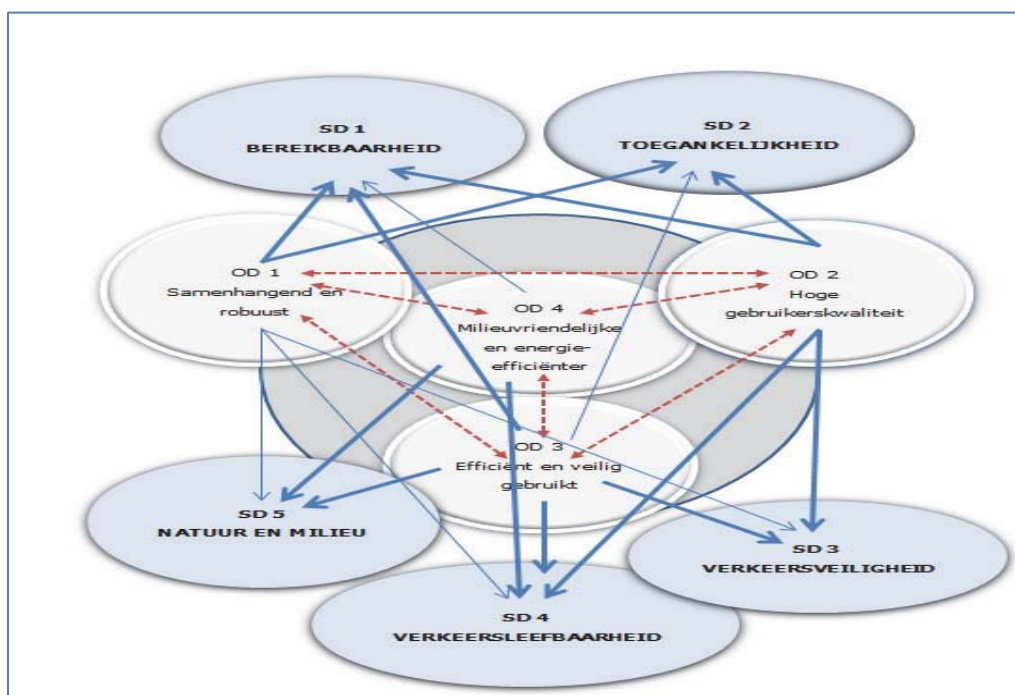 SD 1
BEREIKBAARHEID
SD 2
TOEGANKELIJKHEID
OD 1
Samenhangend en
robuust
OD 2
Hoge
gebruikerskwaliteit
OD 4
Milieuvriendelijke
en energie-
efficiënter
OD 3
Efficiënt en veilig
gebruikt
SD 5
NATUUR EN MILIEU
SD 3
VERKEERSVEILIGHEID
SD 4
VERKEERSLEEFBAARHEID